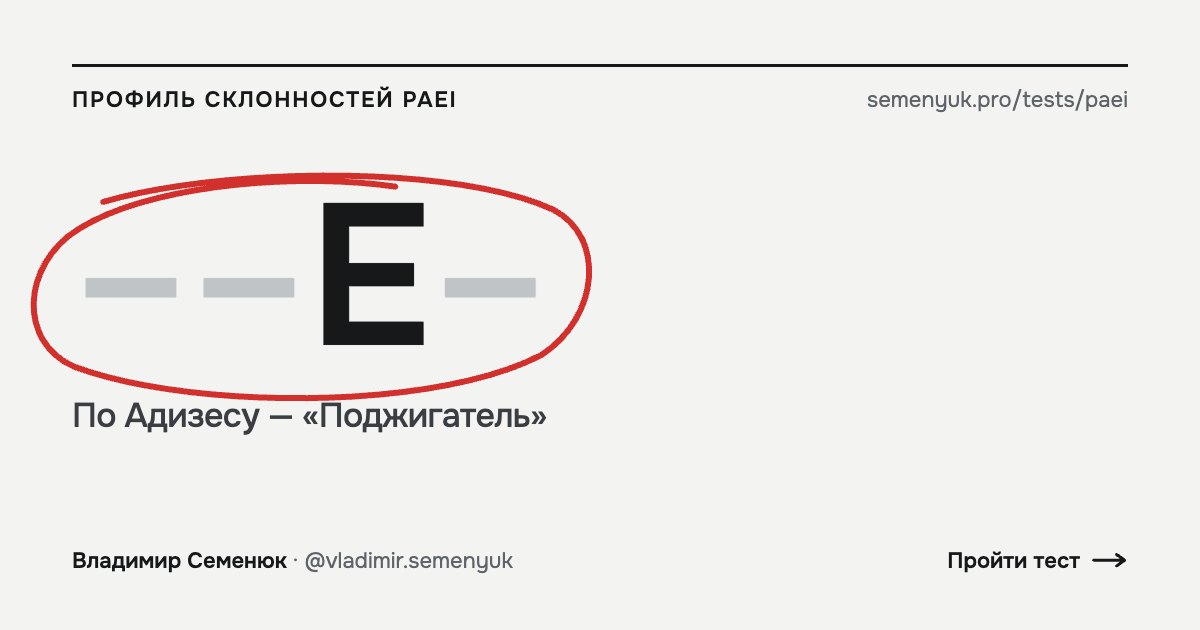 ПРОФИЛЬ СКЛОННОСТЕЙ PAEI
semenyuk.pro/tests/paei
— — E —
По Адизесу — «Поджигатель»
Владимир Семенюк · @vladimir.semenyuk
Пройти тест →